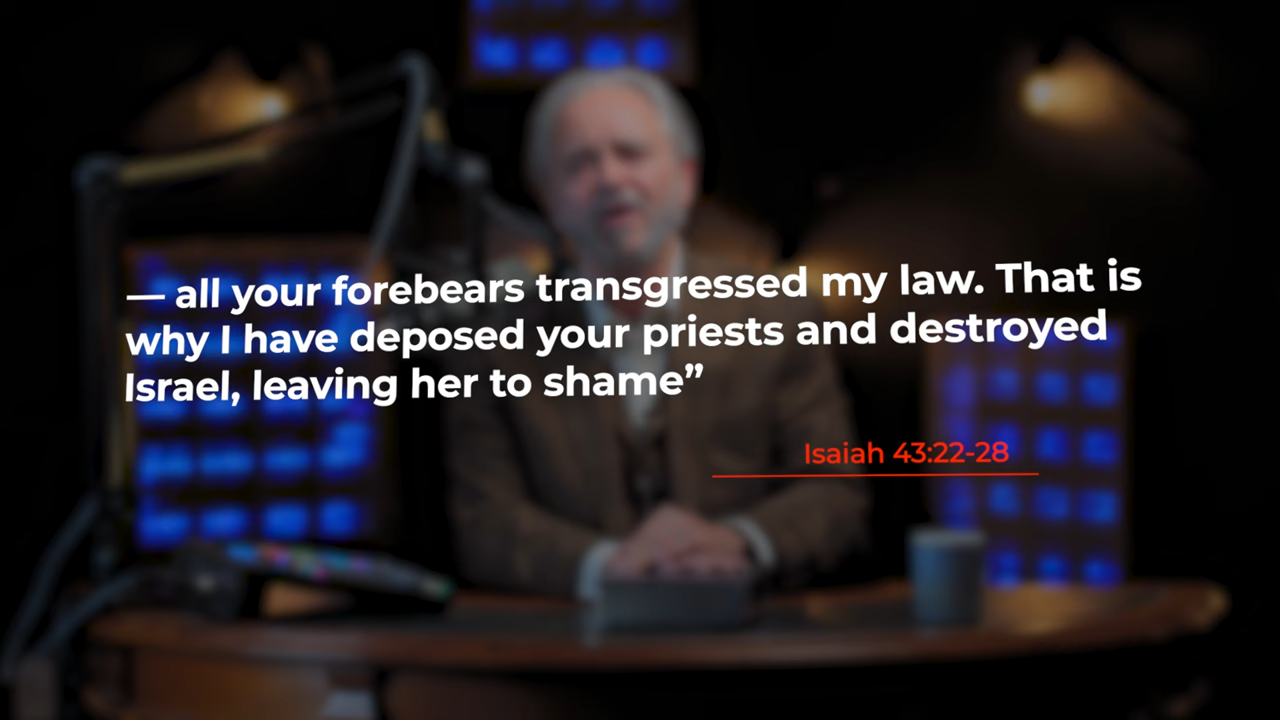 — all your forebears transgressed my law. That is
why I have deposed your priests and destroyed
Israel, leaving her to shame”
Isaiah 43:22-28